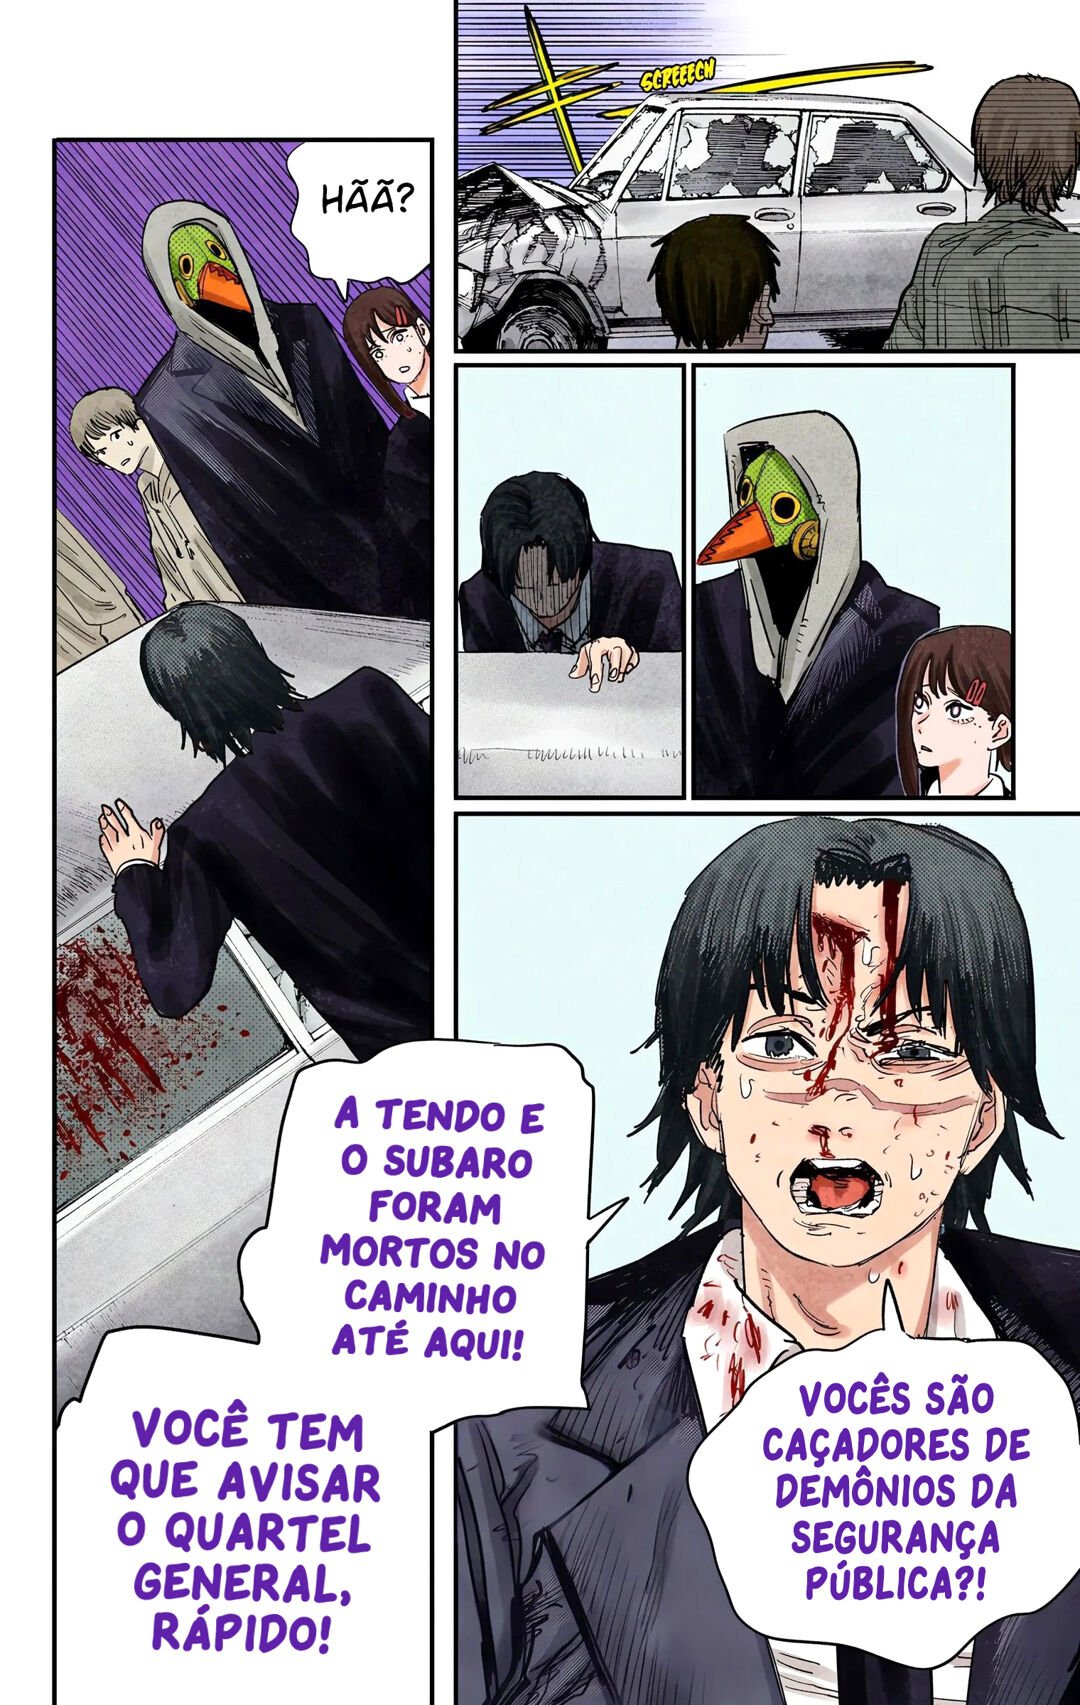 SCREEECH
HÃÃ?
VOCÊS SÃO
CAÇADORES DE
DEMÔNIOS DA
SEGURANÇA
PÚBLICA?!
A TENDO E
O SUBARO
FORAM
MORTOS NO
CAMINHO
ATÉ AQUI!
VOCÊ TEM
QUE AVISAR
O QUARTEL
GENERAL,
RÁPIDO!